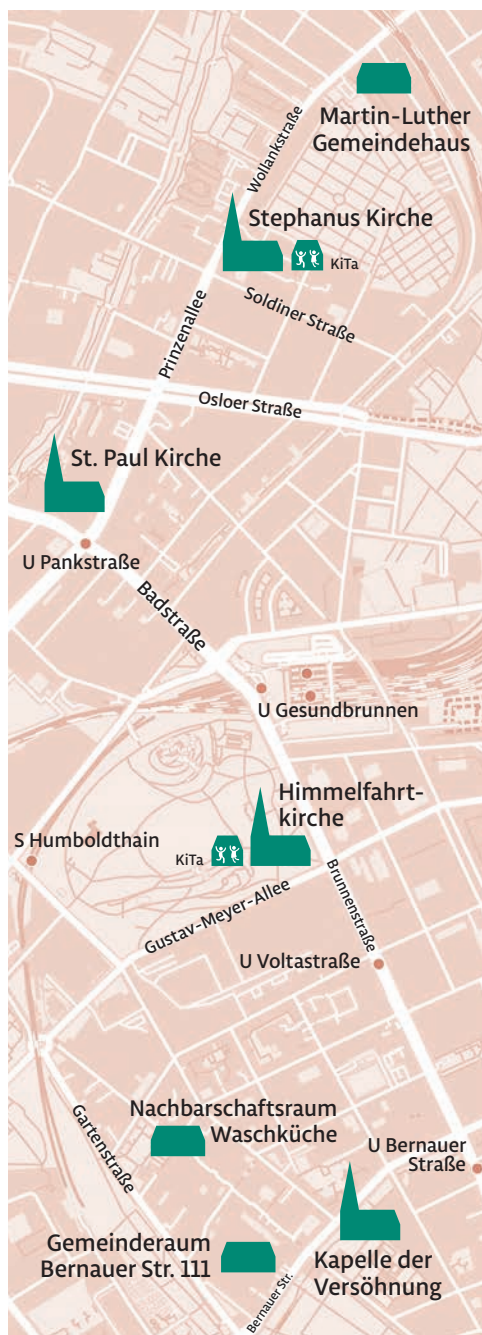 Martin-Luther
Gemeindehaus
Wollankstraße
Stephanus Kirche
KiTa
Soldiner Straße
Prinzenallee
Osloer Straße
St. Paul Kirche
U Pankstraße
Badstraße
U Gesundbrunnen
Himmelfahrt-
kirche
S Humboldthain
KiTa
Gustav-Meyer-Allee
Brunnenstraße
U Voltastraße
Gartenstraße
Nachbarschaftsraum
Waschküche
U Bernauer
Straße
Gemeinderaum
Bernauer Str. 111
Bernauer Str.
Kapelle der
Versöhnung